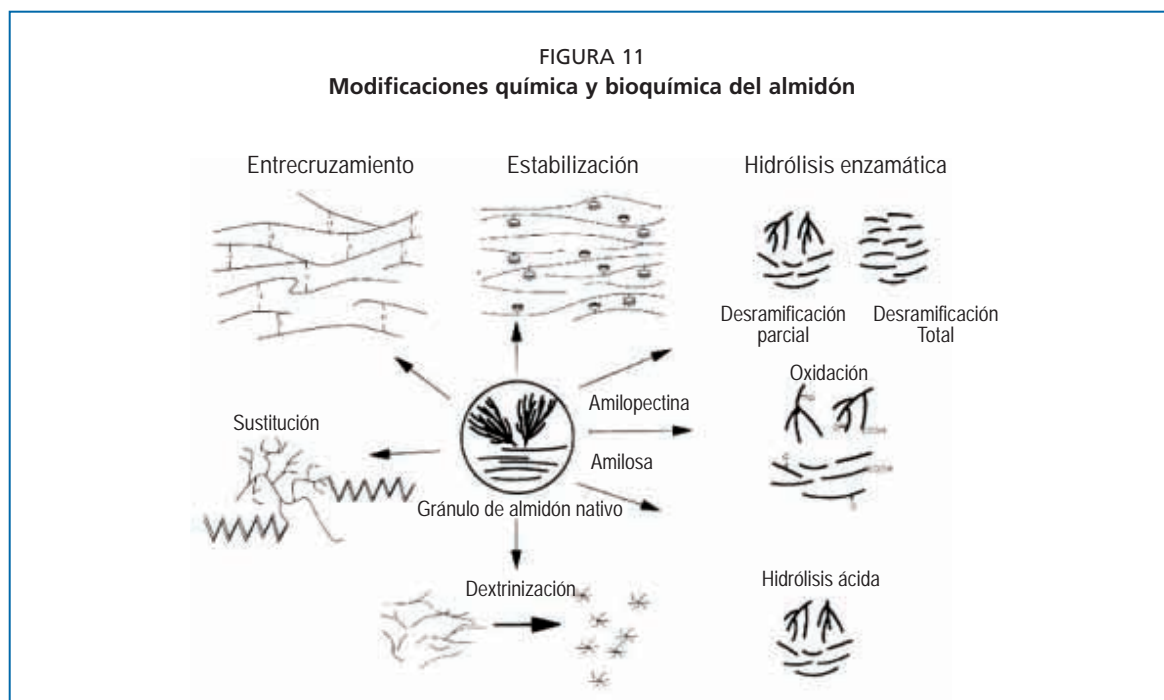 FIGURA 11
Modificaciones química y bioquímica del almidón
Entrecruzamiento
Estabilización
Hidrólisis enzamática
Desramificación
parcial
Desramificación
Total
Oxidación
Amilopectina
Sustitución
Amilosa
Gránulo de almidón nativo
Dextrinización
Hidrólisis ácida